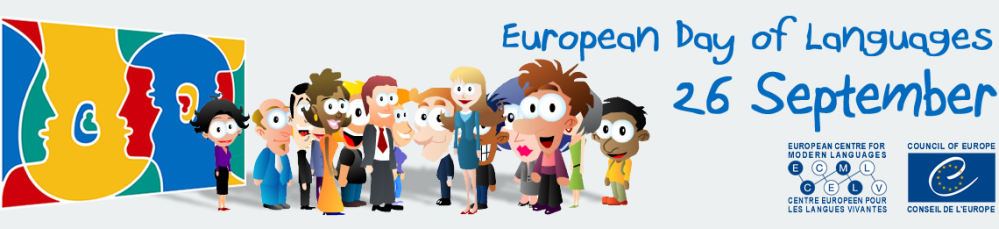 European Day of Languages
26 September
EUROPEAN CENTRE FOR
MODERN LANGUAGES
E C M L
C E L V
CENTRE EUROPEEN POUR
LES LANGUES VIVANTES
COUNCIL OF EUROPE
CONSEIL DE L'EUROPE